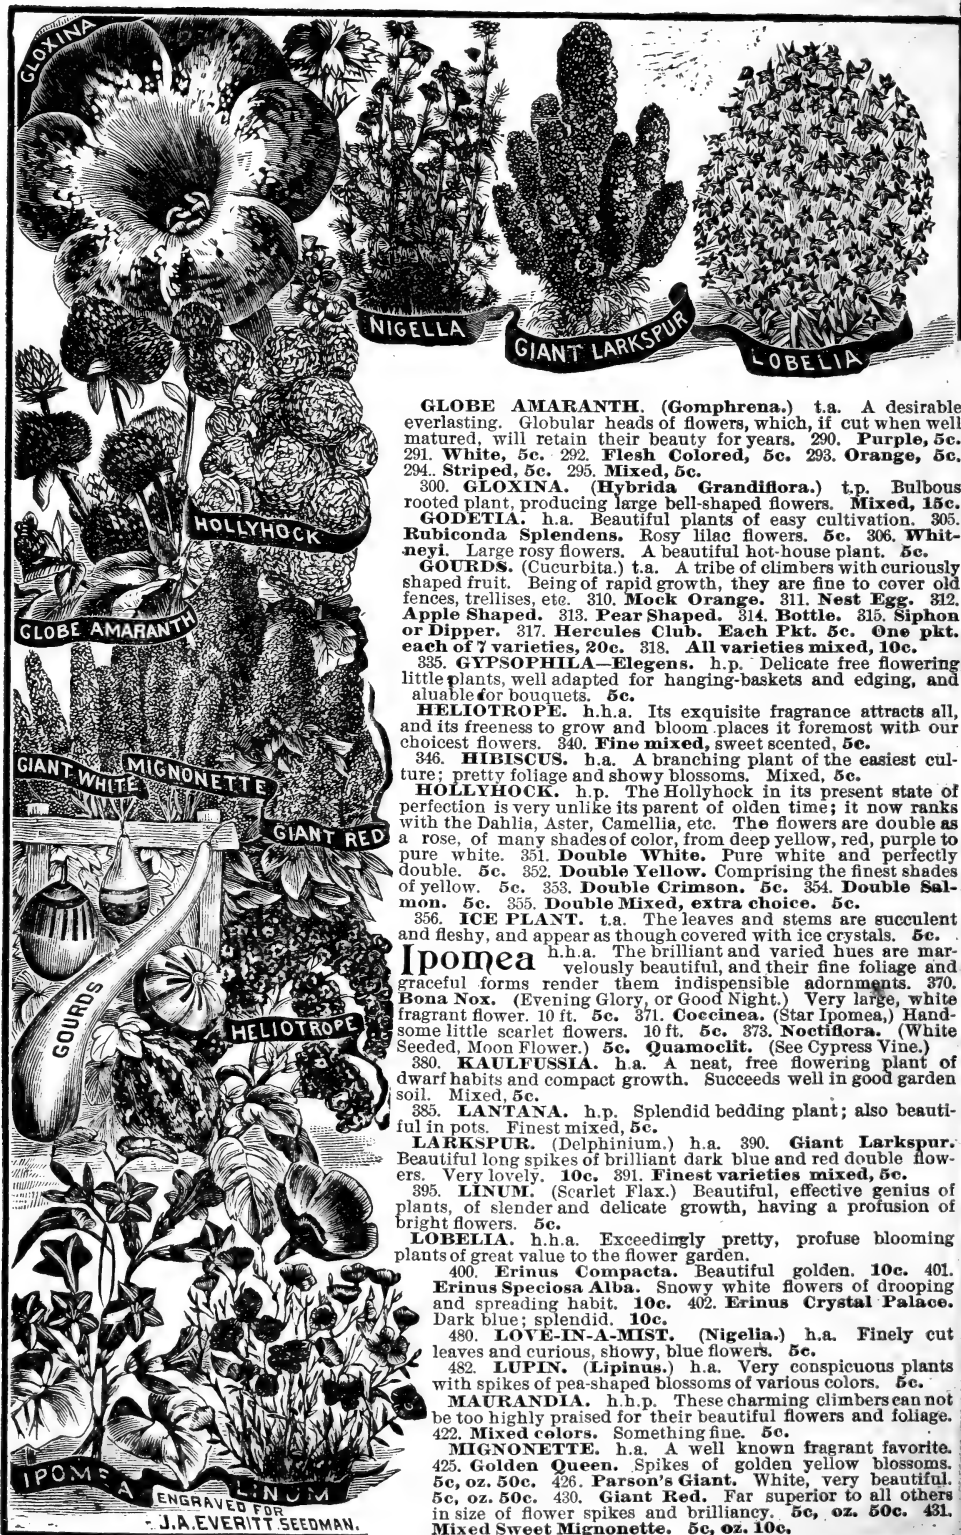 GLOXINA
NIGELLA
GIANT LARKSPUR
LOBELIA
HOLLYHOCK
GLOBE AMARANTH
GIANT WHITE
MIGNONETTE
GIANT RED
GOURDS
HELIOTROPE
IPOMEA
LINUM
ENGRAVED FOR
J.A. EVERITT SEEDMAN.
GLOBE AMARANTH. (Gomphrena.) t.a. A desirable
everlasting. Globular heads of flowers, which, if cut when well
matured, will retain their beauty for years. 290. Purple, 5c.
291. White, 5c. 292. Flesh Colored, 5c. 293. Orange, 5c.
294.. Striped, 5c. 295. Mixed, 5c.
300. GLOXINA. (Hybrida Grandiflora.) t.p. Bulbous
rooted plant, producing large bell-shaped flowers. Mixed, 15c.
GODETIA. h.a. Beautiful plants of easy cultivation. 305.
Rubiconda Splendens. Rosy lilac flowers. 5c. 306. Whit-
neyi. Large rosy flowers. A beautiful hot-house plant. 5c.
GOURDS. (Cucurbita.) t.a. A tribe of climbers with curiously
shaped fruit. Being of rapid growth, they are fine to cover old
fences, trellises, etc. 310. Mock Orange. 311. Nest Egg. 312.
Apple Shaped. 313. Pear Shaped. 314. Bottle. 315. Siphon
or Dipper. 317. Hercules Club. Each Pkt. 5c. One pkt.
each of 7 varieties, 20c. 318. All varieties mixed, 10c.
335. GYPSOPHILA—Elegens. h.p. Delicate free flowering
little plants, well adapted for hanging-baskets and edging, and
aluable for bouquets. 5c.
HELIOTROPE. h.h.a. Its exquisite fragrance attracts all,
and its freeness to grow and bloom places it foremost with our
choicest flowers. 340. Fine mixed, sweet scented, 5c.
346. HIBISCUS. h.a. A branching plant of the easiest cul-
ture; pretty foliage and showy blossoms. Mixed, 5c.
HOLLYHOCK. h.p. The Hollyhock in its present state of
perfection is very unlike its parent of olden time; it now ranks
with the Dahlia, Aster, Camellia, etc. The flowers are double as
a rose, of many shades of color, from deep yellow, red, purple to
pure white. 351. Double White. Pure white and perfectly
double. 5c. 352. Double Yellow. Comprising the finest shades
of yellow. 5c. 353. Double Crimson. 5c. 354. Double Sal-
mon. 5c. 355. Double Mixed, extra choice. 5c.
356. ICE PLANT. t.a. The leaves and stems are succulent
and fleshy, and appear as though covered with ice crystals. 5c.
Ipomea h.h.a. The brilliant and varied hues are mar-
velously beautiful, and their fine foliage and
graceful forms render them indispensible adornments. 370.
Bona Nox. (Evening Glory, or Good Night.) Very large, white
fragrant flower. 10 ft. 5c. 371. Coccinea. (Star Ipomea,) Hand-
some little scarlet flowers. 10 ft. 5c. 373. Noctiflora. (White
Seeded, Moon Flower.) 5c. Quamoclit. (See Cypress Vine.)
380. KAULFUSSIA. h.a. A neat, free flowering plant of
dwarf habits and compact growth. Succeeds well in good garden
soil. Mixed, 5c.
385. LANTANA. h.p. Splendid bedding plant; also beauti-
ful in pots. Finest mixed, 5c.
LARKSPUR. (Delphinium.) h.a. 390. Giant Larkspur.
Beautiful long spikes of brilliant dark blue and red double flow-
ers. Very lovely. 10c. 391. Finest varieties mixed, 5c.
395. LINUM. (Scarlet Flax.) Beautiful, effective genius of
plants, of slender and delicate growth, having a profusion of
bright flowers. 5c.
LOBELIA. h.h.a. Exceedingly pretty, profuse blooming
plants of great value to the flower garden.
400. Erinus Compacta. Beautiful golden. 10c. 401.
Erinus Speciosa Alba. Snowy white flowers of drooping
and spreading habit. 10c. 402. Erinus Crystal Palace.
Dark blue; splendid. 10c.
480. LOVE-IN-A-MIST. (Nigelia.) h.a. Finely cut
leaves and curious, showy, blue flowers. 5c.
482. LUPIN. (Lipinus.) h.a. Very conspicuous plants
with spikes of pea-shaped blossoms of various colors. 5c.
MAURANDIA. h.h.p. These charming climbers can not
be too highly praised for their beautiful flowers and foliage.
422. Mixed colors. Something fine. 5c.
MIGNONETTE. h.a. A well known fragrant favorite.
425. Golden Queen. Spikes of golden yellow blossoms.
5c, oz. 50c. 426. Parson's Giant. White, very beautiful.
5c, oz. 50c. 430. Giant Red. Far superior to all others
in size of flower spikes and brilliancy. 5c, oz. 50c. 431.
Mixed Sweet Mignonette. 5c, oz. 10c.